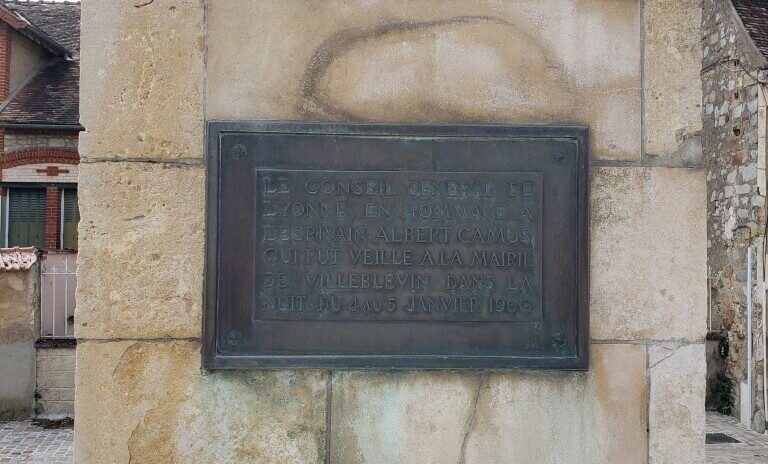 LE CONSEIL GENERAL DE
L'YONNE, EN HOMMAGE A
L'ECRIVAIN ALBERT CAMUS,
QUI FUT VEILLE A LA MAIRIE
DE VILLEBLEVIN DANS LA
NUIT DU 4 AU 5 JANVIER 1960